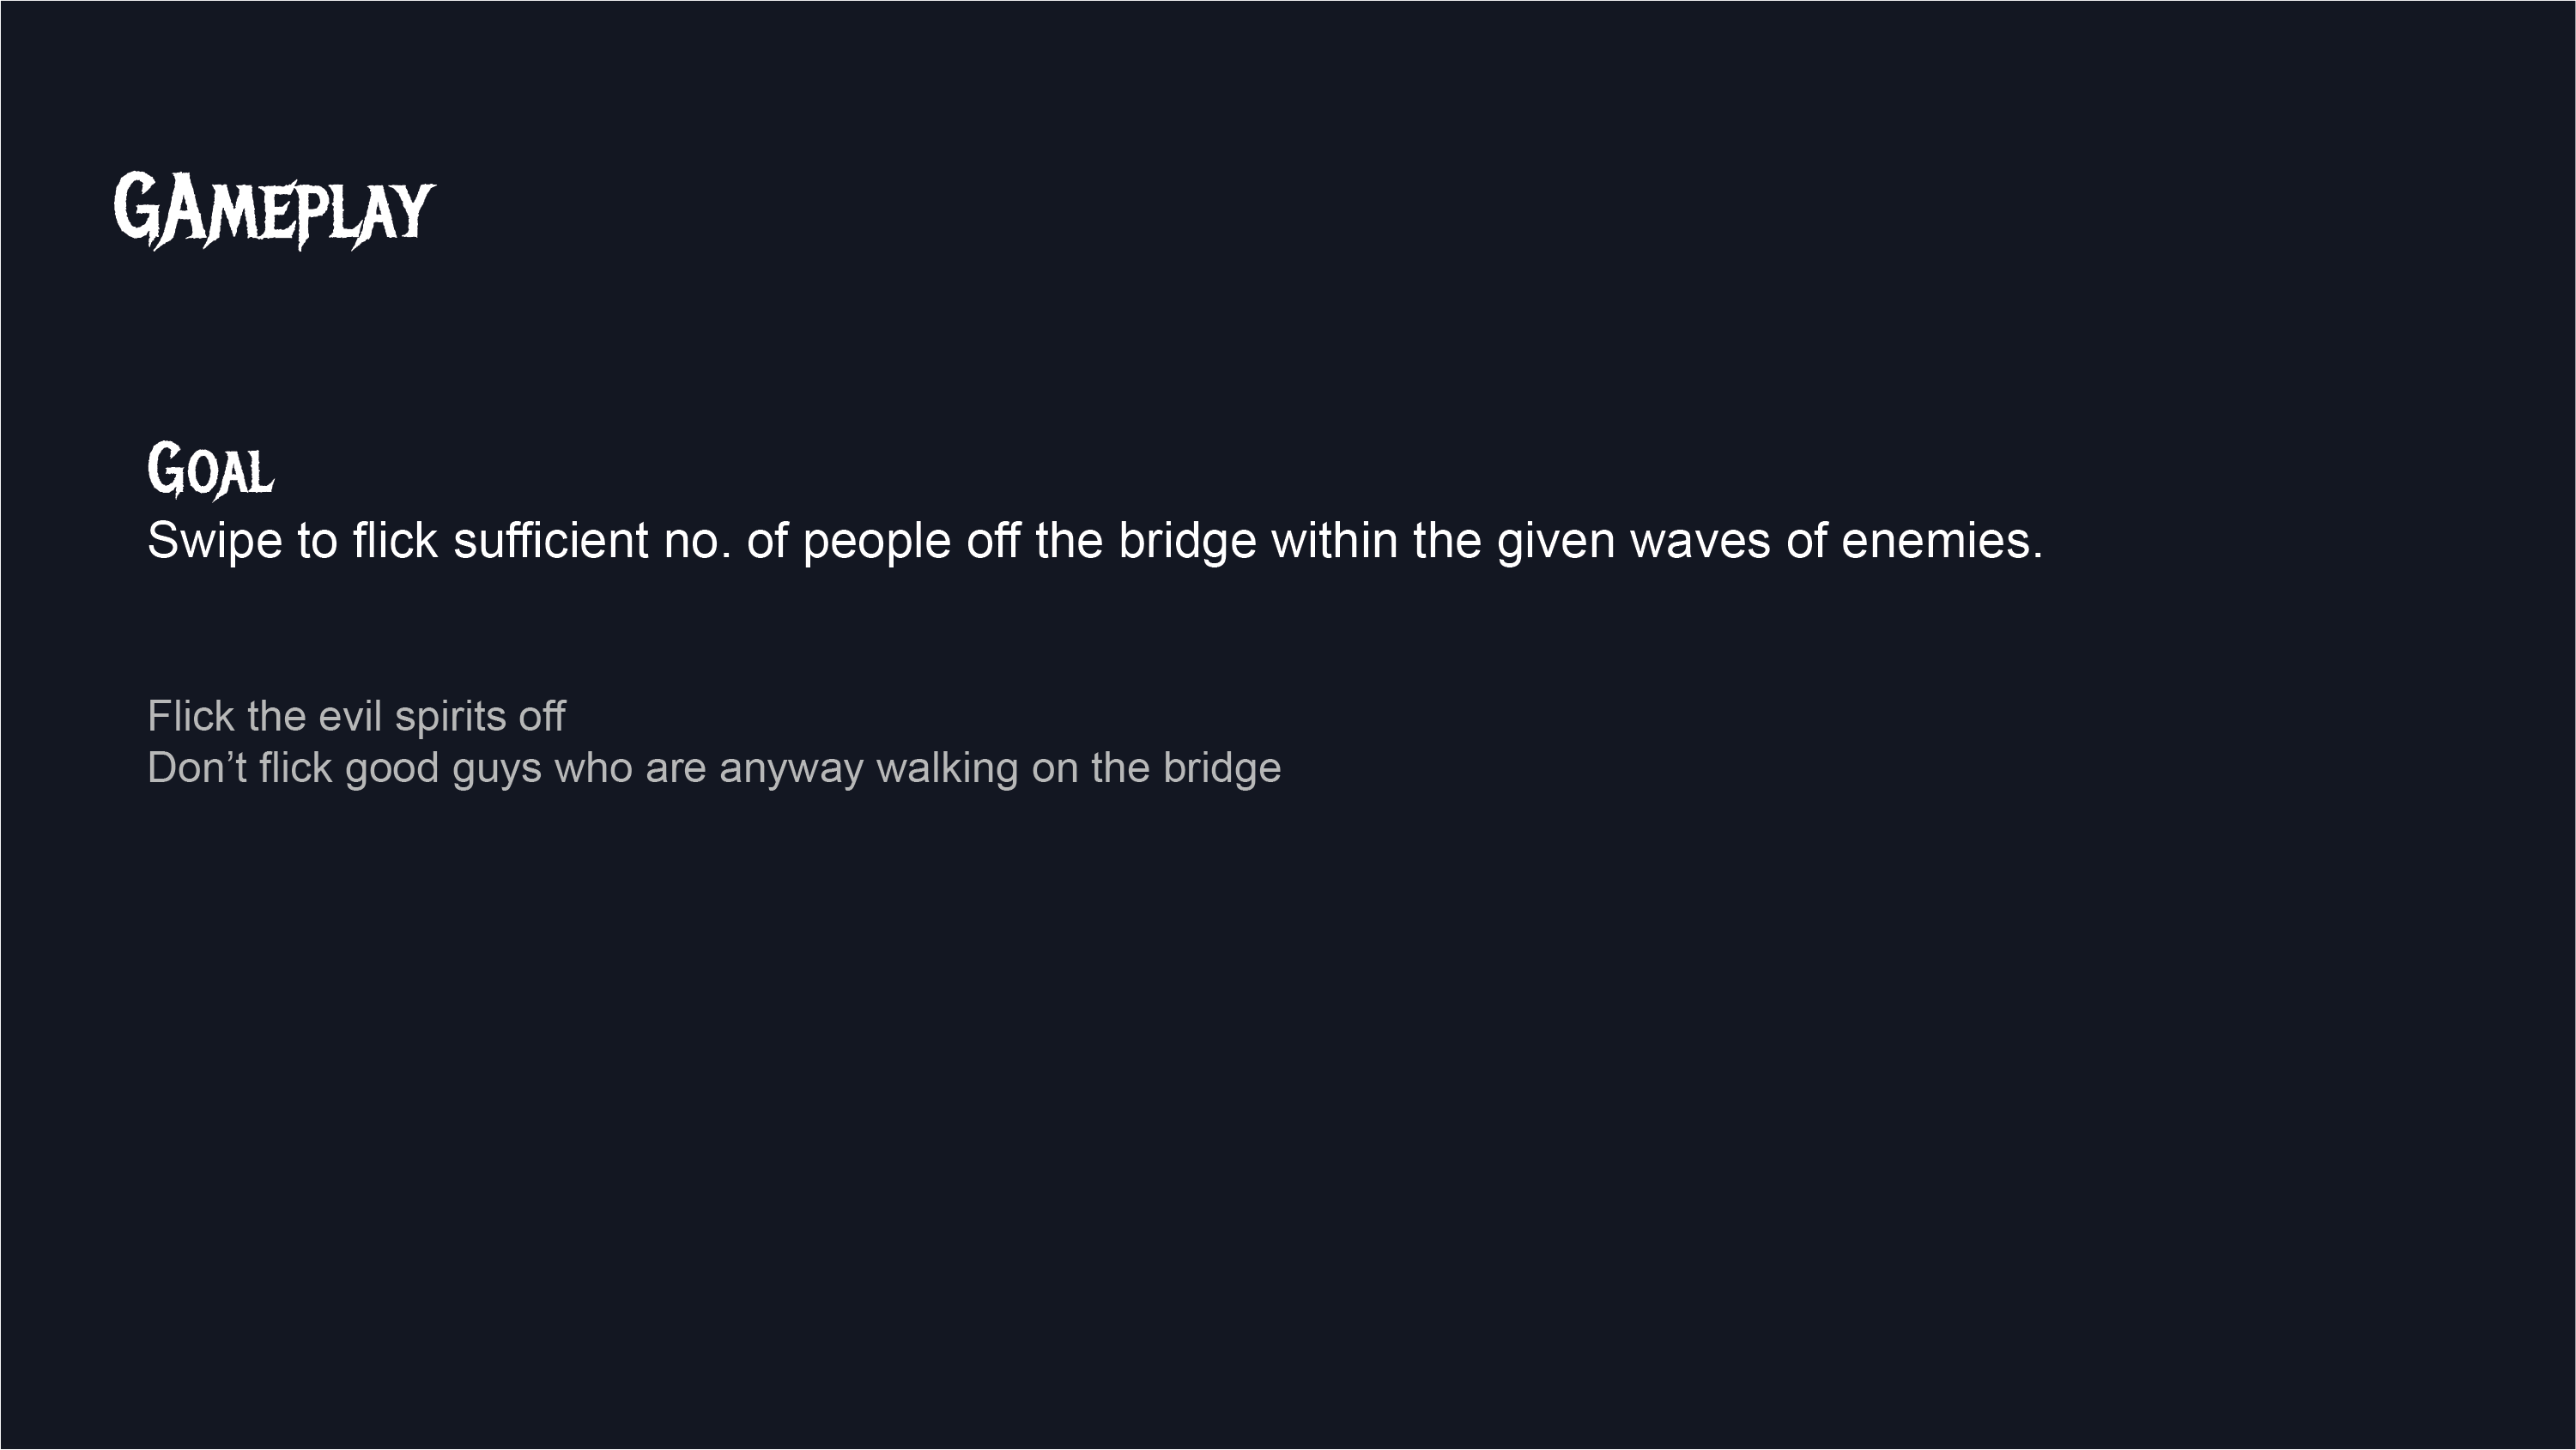 GAMEPLAY
GOAL
Swipe to flick sufficient no. of people off the bridge within the given waves of enemies.
Flick the evil spirits off
Don’t flick good guys who are anyway walking on the bridge